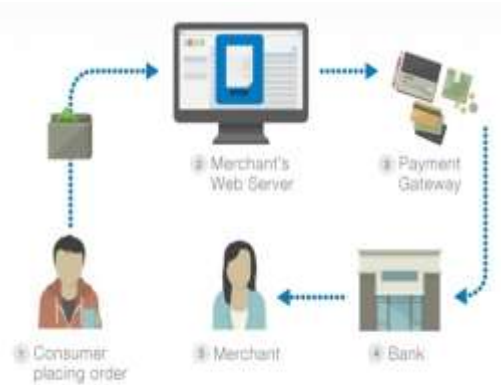 ② Merchant's
Web Server
③ Payment
Gateway
① Consumer
placing order
⑤ Merchant
④ Bank